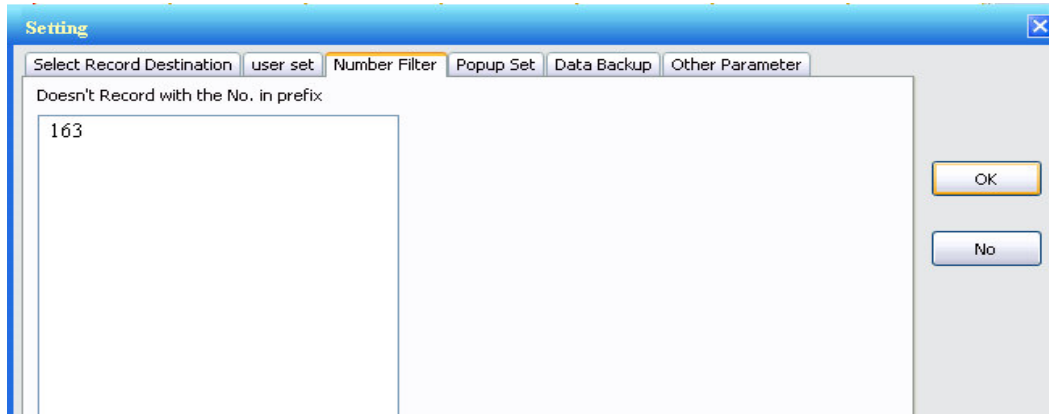 Setting
Select Record Destination user set Number Filter Popup Set Data Backup Other Parameter
Doesn't Record with the No. in prefix
163
OK
No